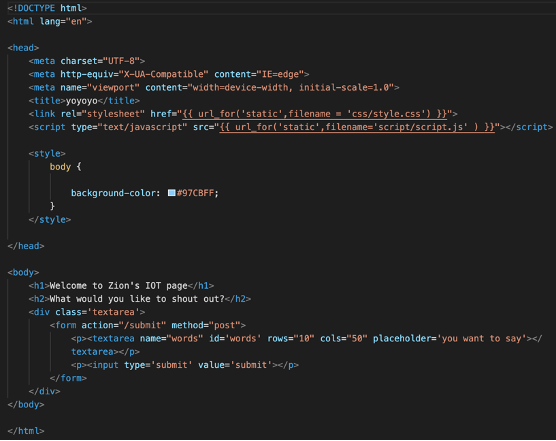 <!DOCTYPE html>
<html lang="en">
<head>
<meta charset="UTF-8">
<meta http-equiv="X-UA-Compatible" content="IE=edge">
<meta name="viewport" content="width=device-width, initial-scale=1.0">
<title>yoyoyo</title>
<link rel="stylesheet" href="{{ url_for('static',filename = 'css/style.css') }}">
<script type="text/javascript" src="{{ url_for('static',filename='script/script.js' ) }}"></script>
<style>
body {
background-color: #97CBFF;
}
</style>
</head>
<body>
<h1>Welcome to Zion's IOT page</h1>
<h2>What would you like to shout out?</h2>
<div class='textarea'>
<form action="/submit" method="post">
<p><textarea name="words" id='words' rows="10" cols="50" placeholder='you want to say'></
textarea></p>
<p><input type='submit' value='submit'></p>
</form>
</div>
</body>
</html>